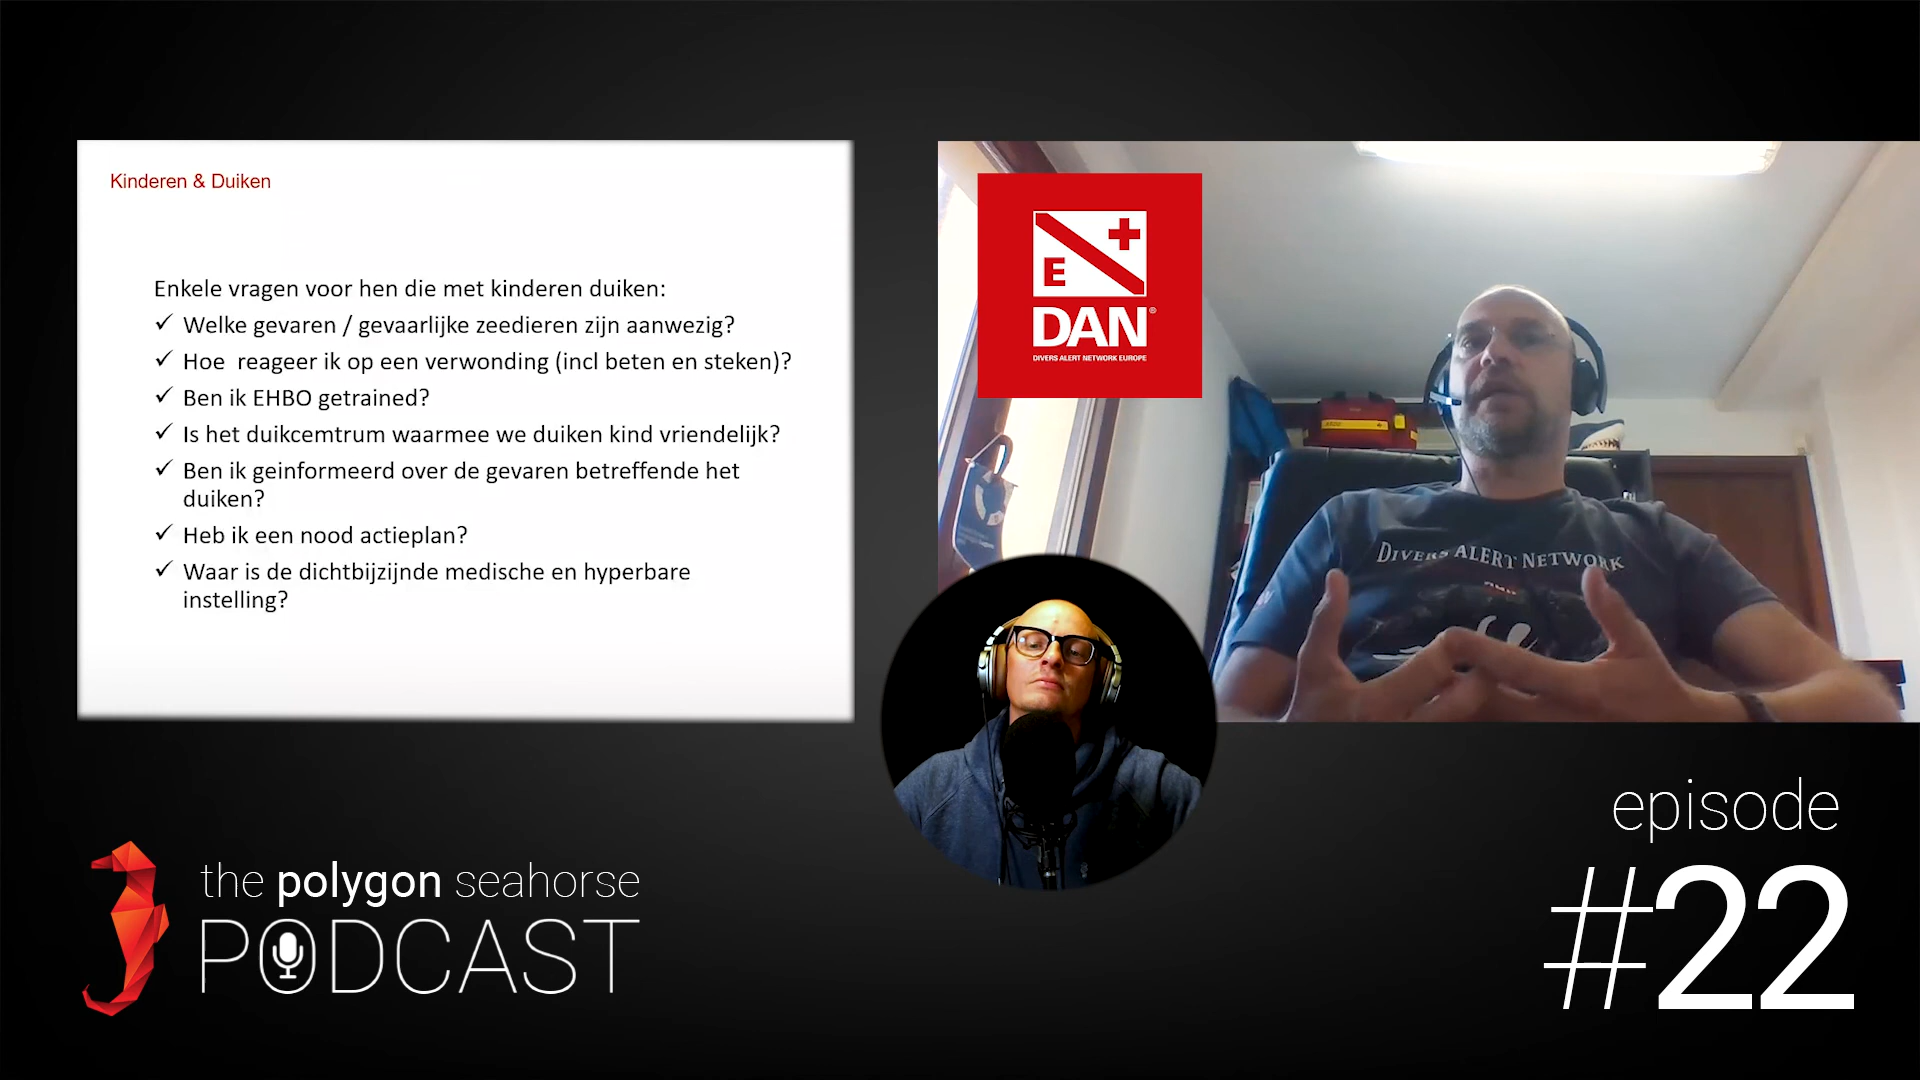 Kinderen & Duiken
Enkele vragen voor hen die met kinderen duiken:
✓ Welke gevaren / gevaarlijke zeedieren zijn aanwezig?
✓ Hoe  reageer ik op een verwonding (incl beten en steken)?
✓ Ben ik EHBO getrained?
✓ Is het duikcemtrum waarmee we duiken kind vriendelijk?
✓ Ben ik geinformeerd over de gevaren betreffende het
duiken?
✓ Heb ik een nood actieplan?
✓ Waar is de dichtbijzijnde medische en hyperbare
instelling?
E
DAN®
DIVERS ALERT NETWORK EUROPE
DIVERS ALERT NETWORK
the polygon seahorse
PODCAST
episode
#22